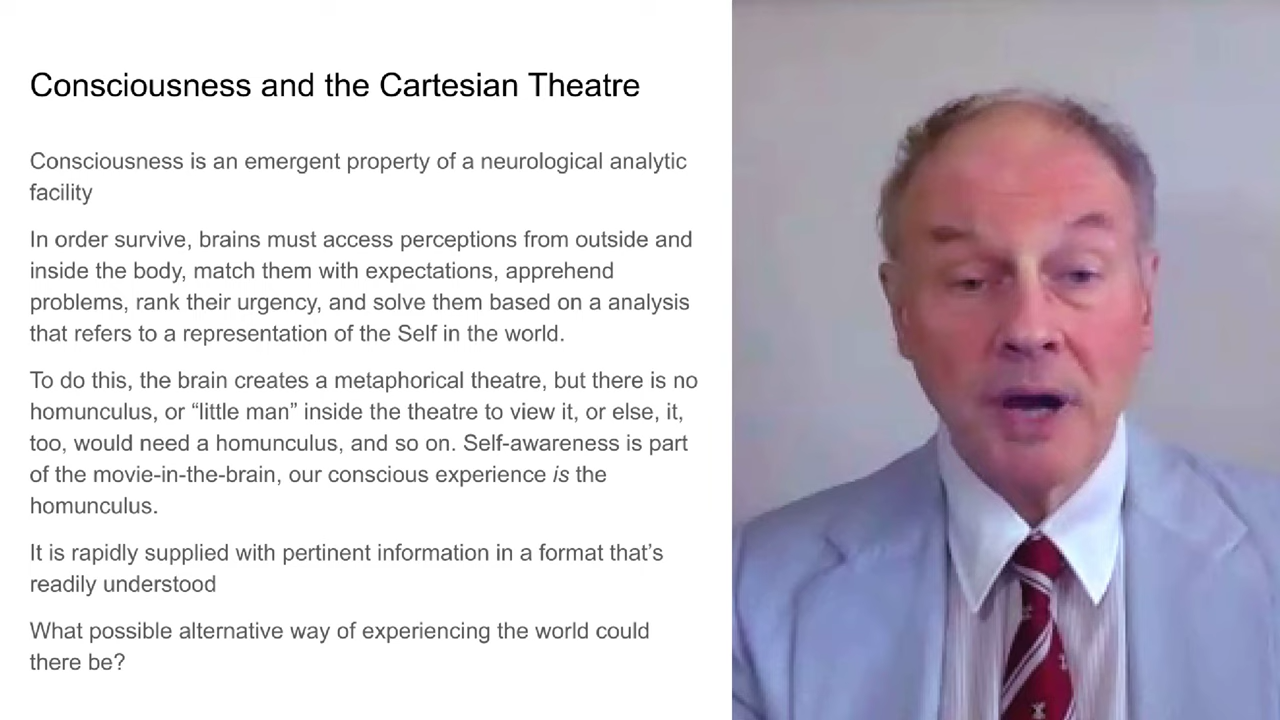 Consciousness and the Cartesian Theatre
Consciousness is an emergent property of a neurological analytic
facility
In order survive, brains must access perceptions from outside and
inside the body, match them with expectations, apprehend
problems, rank their urgency, and solve them based on a analysis
that refers to a representation of the Self in the world.
To do this, the brain creates a metaphorical theatre, but there is no
homunculus, or “little man” inside the theatre to view it, or else, it,
too, would need a homunculus, and so on. Self-awareness is part
of the movie-in-the-brain, our conscious experience is the
homunculus.
It is rapidly supplied with pertinent information in a format that’s
readily understood
What possible alternative way of experiencing the world could
there be?